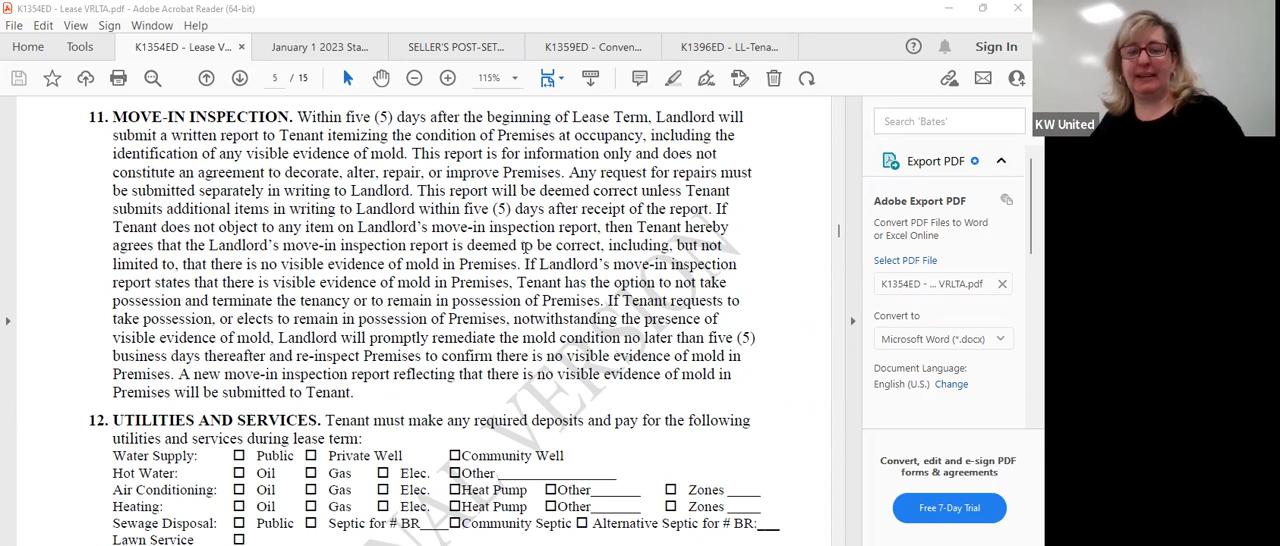 K1354ED - Lease VRLTA.pdf - Adobe Acrobat Reader (64-bit)
File Edit View Sign Window Help
Home Tools K1354ED - Lease V... × January 1 2023 Sta... SELLER'S POST-SET... K1359ED - Conven... K1396ED - LL-Tena... Sign In
5 / 15 115%
11. MOVE-IN INSPECTION. Within five (5) days after the beginning of Lease Term, Landlord will
submit a written report to Tenant itemizing the condition of Premises at occupancy, including the
identification of any visible evidence of mold. This report is for information only and does not
constitute an agreement to decorate, alter, repair, or improve Premises. Any request for repairs must
be submitted separately in writing to Landlord. This report will be deemed correct unless Tenant
submits additional items in writing to Landlord within five (5) days after receipt of the report. If
Tenant does not object to any item on Landlord's move-in inspection report, then Tenant hereby
agrees that the Landlord's move-in inspection report is deemed to be correct, including, but not
limited to, that there is no visible evidence of mold in Premises. If Landlord's move-in inspection
report states that there is visible evidence of mold in Premises, Tenant has the option to not take
possession and terminate the tenancy or to remain in possession of Premises. If Tenant requests to
take possession, or elects to remain in possession of Premises, notwithstanding the presence of
visible evidence of mold, Landlord will promptly remediate the mold condition no later than five (5)
business days thereafter and re-inspect Premises to confirm there is no visible evidence of mold in
Premises. A new move-in inspection report reflecting that there is no visible evidence of mold in
Premises will be submitted to Tenant.
12. UTILITIES AND SERVICES. Tenant must make any required deposits and pay for the following
utilities and services during lease term:
Water Supply: ☐ Public ☐ Private Well ☐Community Well
Hot Water: ☐ Oil ☐ Gas ☐ Elec. ☐Other
Air Conditioning: ☐ Oil ☐ Gas ☐ Elec. ☐Heat Pump ☐Other ☐ Zones
Heating: ☐ Oil ☐ Gas ☐ Elec. ☐Heat Pump ☐Other ☐ Zones
Sewage Disposal: ☐ Public ☐ Septic for # BR ☐Community Septic ☐ Alternative Septic for # BR:
Lawn Service ☐
NAL VERSION
Search 'Bates'
Export PDF
Adobe Export PDF
Convert PDF Files to Word
or Excel Online
Select PDF File
K1354ED - ... VRLTA.pdf ×
Convert to
Microsoft Word (*.docx)
Document Language:
English (U.S.) Change
Convert, edit and e-sign PDF
forms & agreements
Free 7-Day Trial
KW United